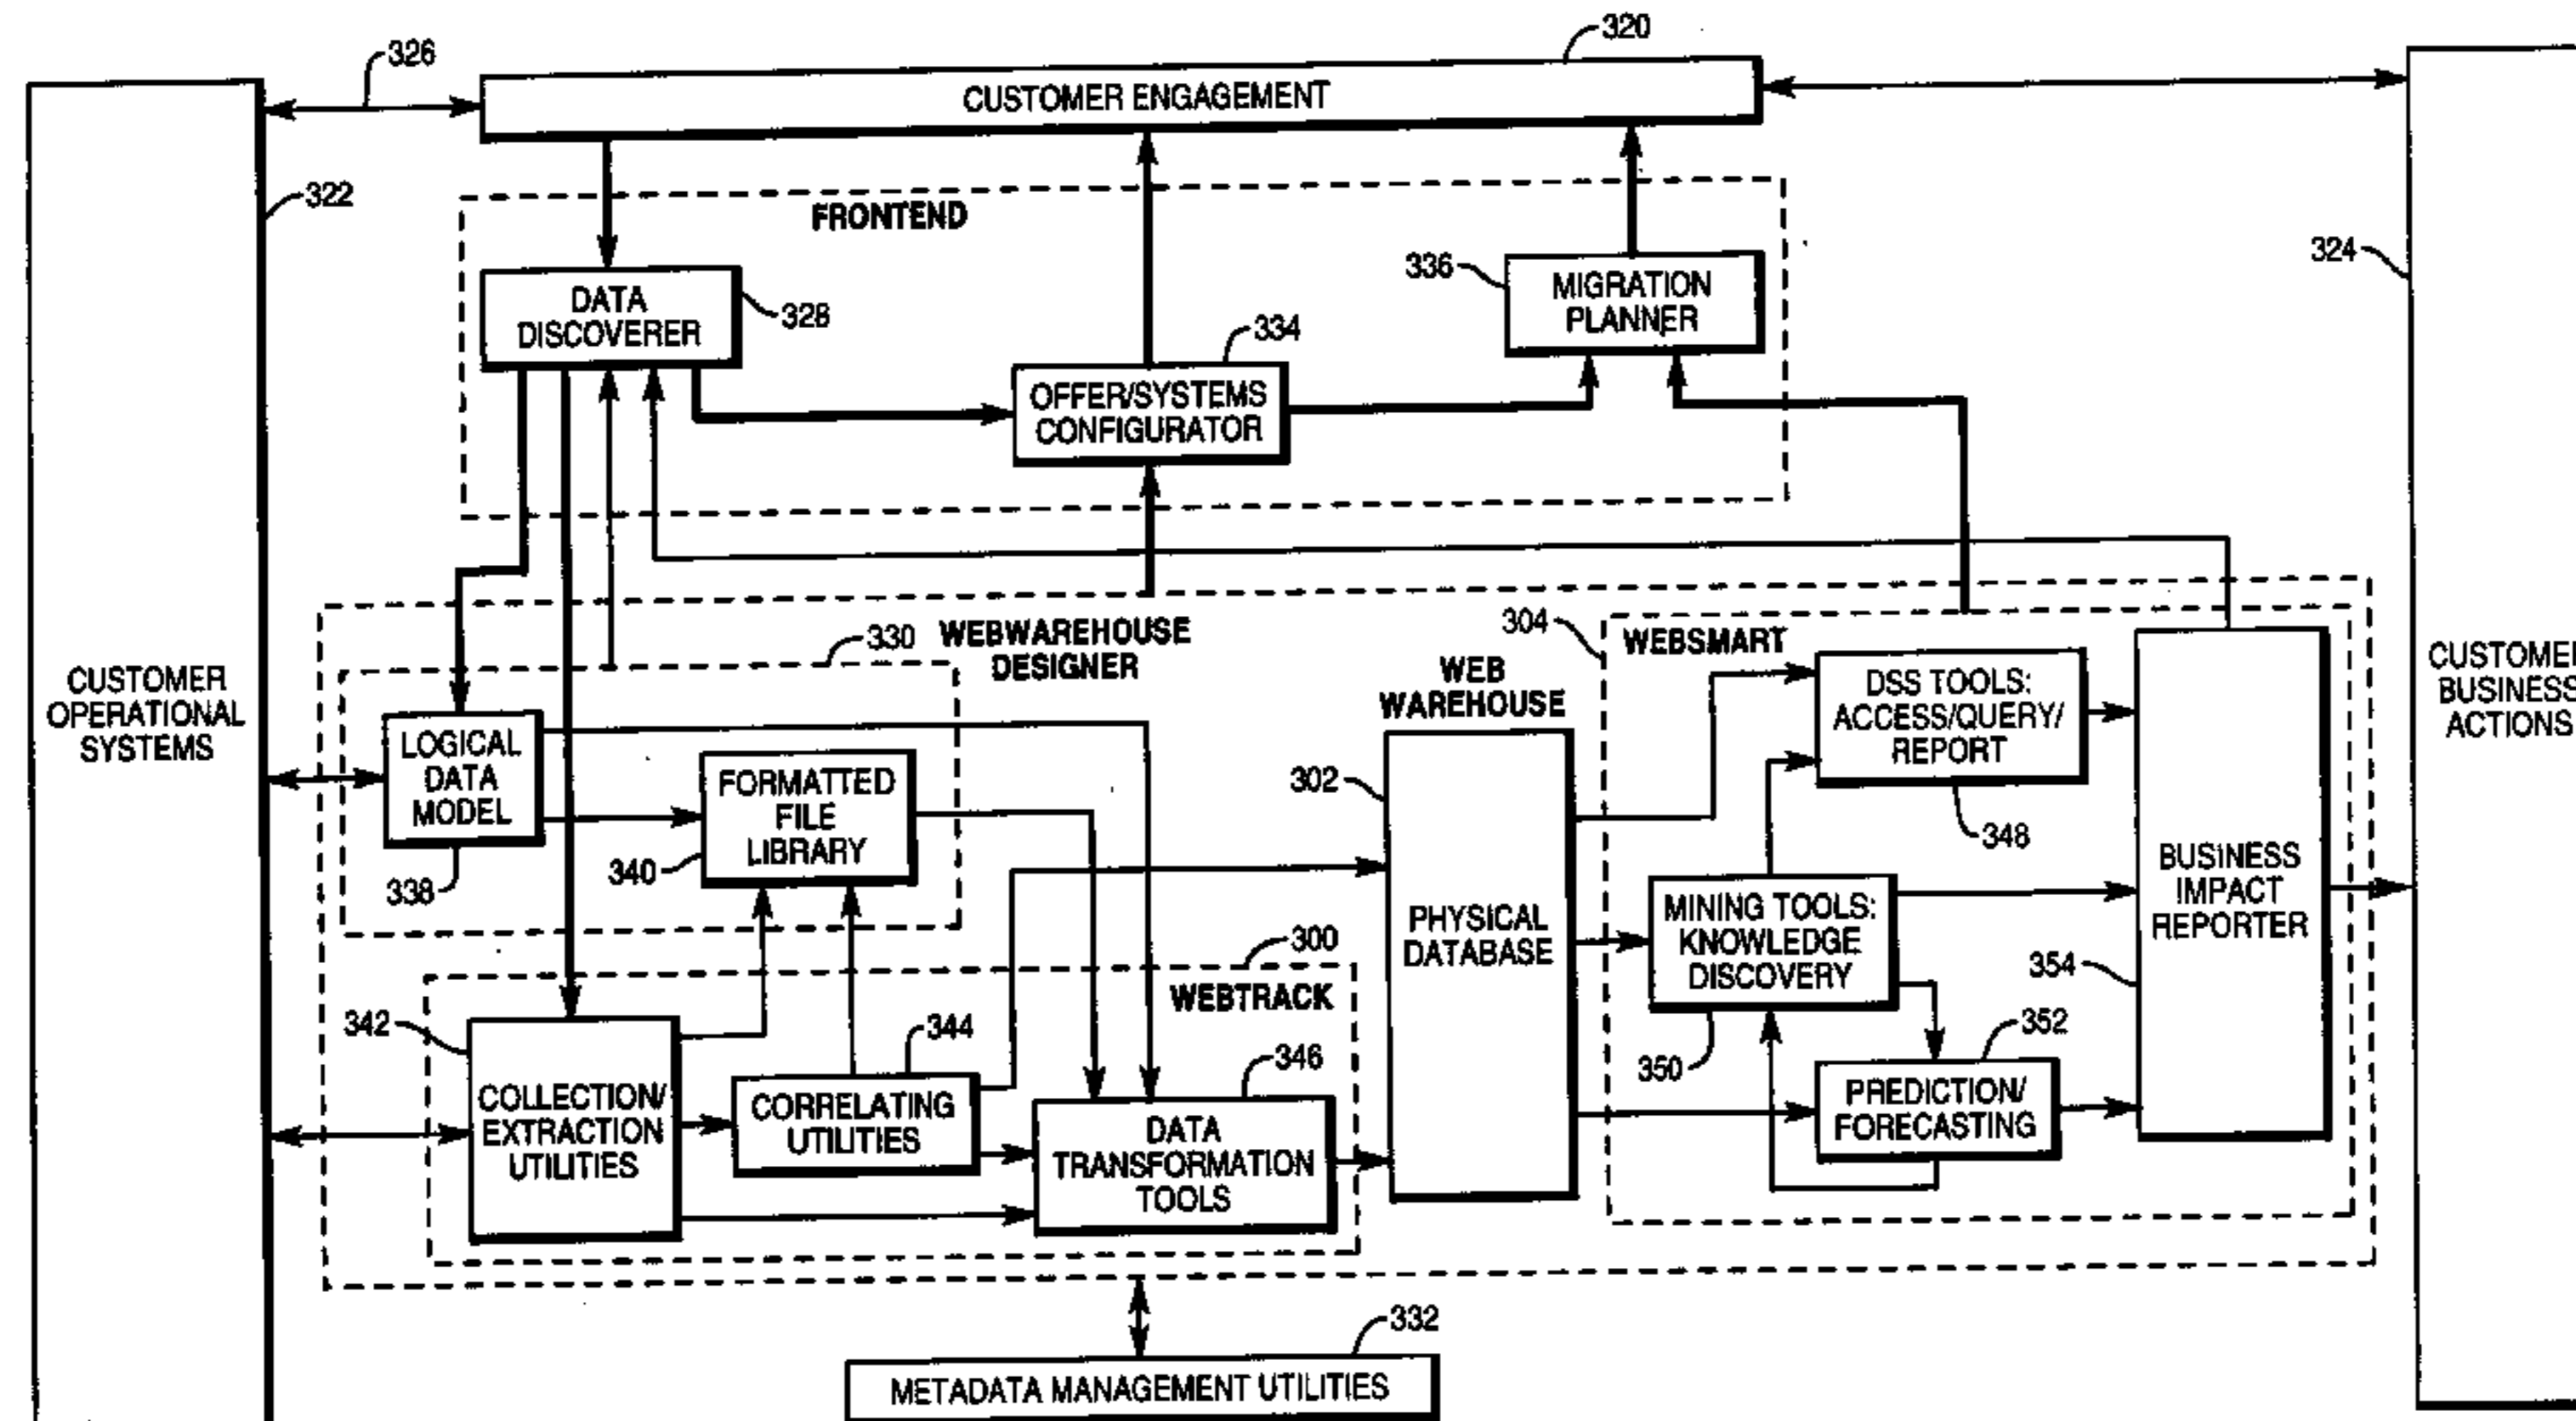 320
326
CUSTOMER ENGAGEMENT
322
FRONTEND
324
336
MIGRATION
PLANNER
DATA
DISCOVERER
328
334
OFFER/SYSTEMS
CONFIGURATOR
330
WEBWAREHOUSE
DESIGNER
304
WEBSMART
WEB
WAREHOUSE
CUSTOMER
OPERATIONAL
SYSTEMS
DSS TOOLS:
ACCESS/QUERY/
REPORT
348
CUSTOMER
BUSINESS
ACTIONS
LOGICAL
DATA
MODEL
338
FORMATTED
FILE
LIBRARY
340
302
PHYSICAL
DATABASE
MINING TOOLS:
KNOWLEDGE
DISCOVERY
350
BUSINESS
IMPACT
REPORTER
354
300
WEBTRACK
342
COLLECTION/
EXTRACTION
UTILITIES
344
CORRELATING
UTILITIES
346
DATA
TRANSFORMATION
TOOLS
352
PREDICTION/
FORECASTING
332
METADATA MANAGEMENT UTILITIES